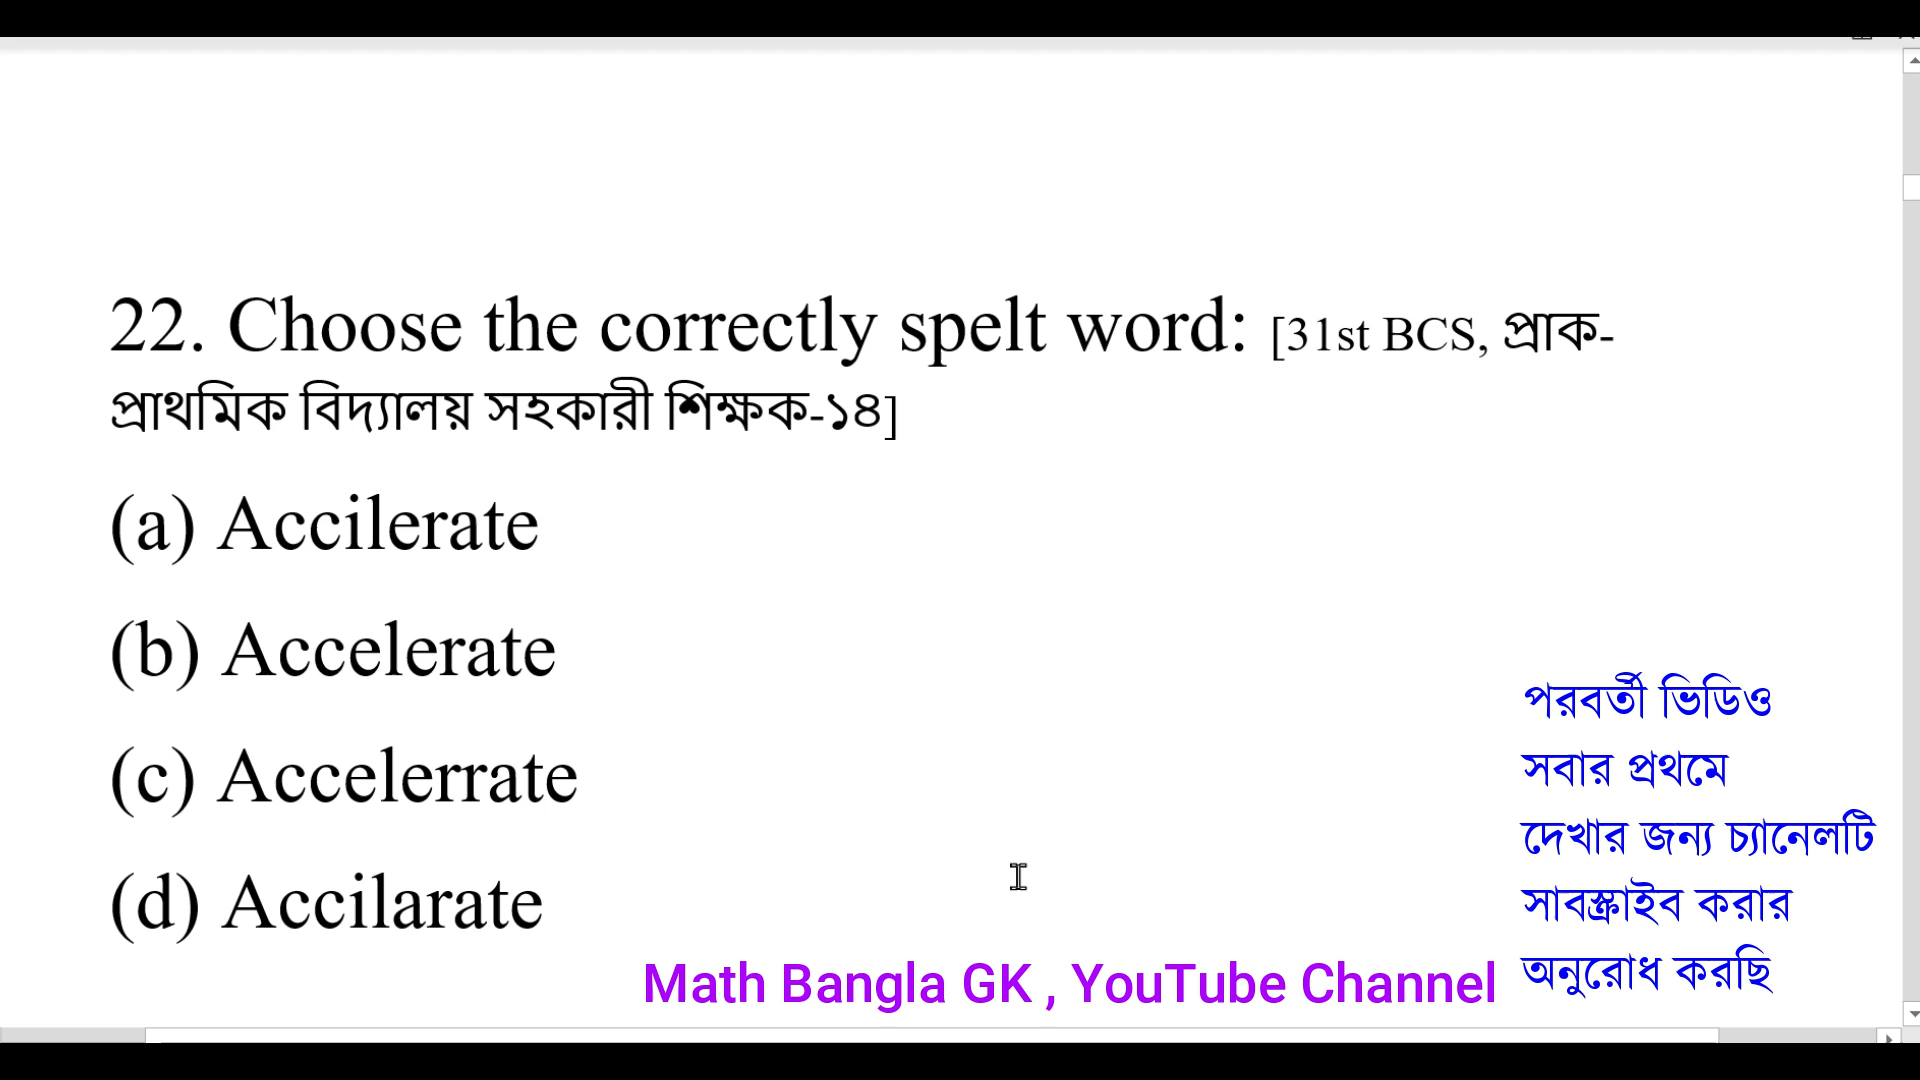 22. Choose the correctly spelt word: [31st BCS, প্রাক-
প্রাথমিক বিদ্যালয় সহকারী শিক্ষক-১৪]
(a) Accilerate
(b) Accelerate
(c) Accelerrate
(d) Accilarate
পরবর্তী ভিডিও
সবার প্রথমে
দেখার জন্য চ্যানেলটি
সাবস্ক্রাইব করার
অনুরোধ করছি
Math Bangla GK , YouTube Channel